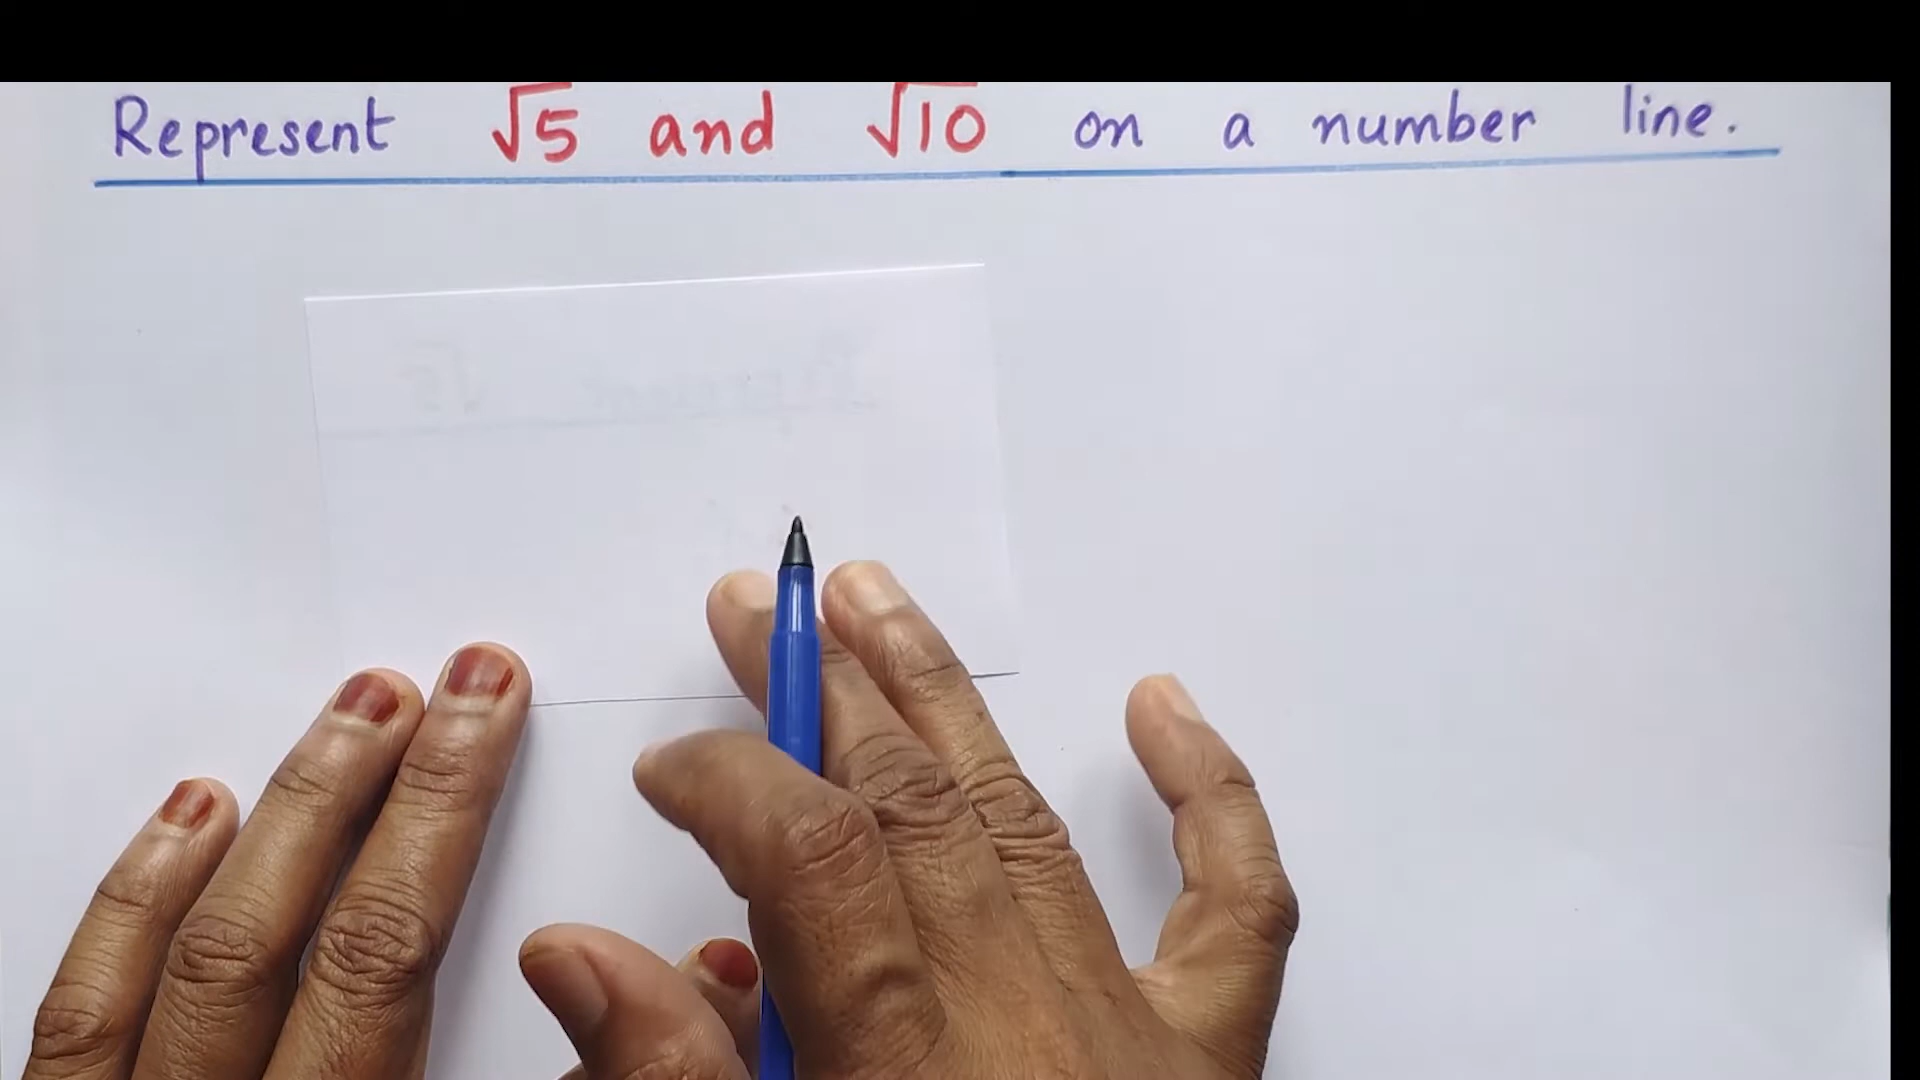 Represent √5 and √10 on a number line.